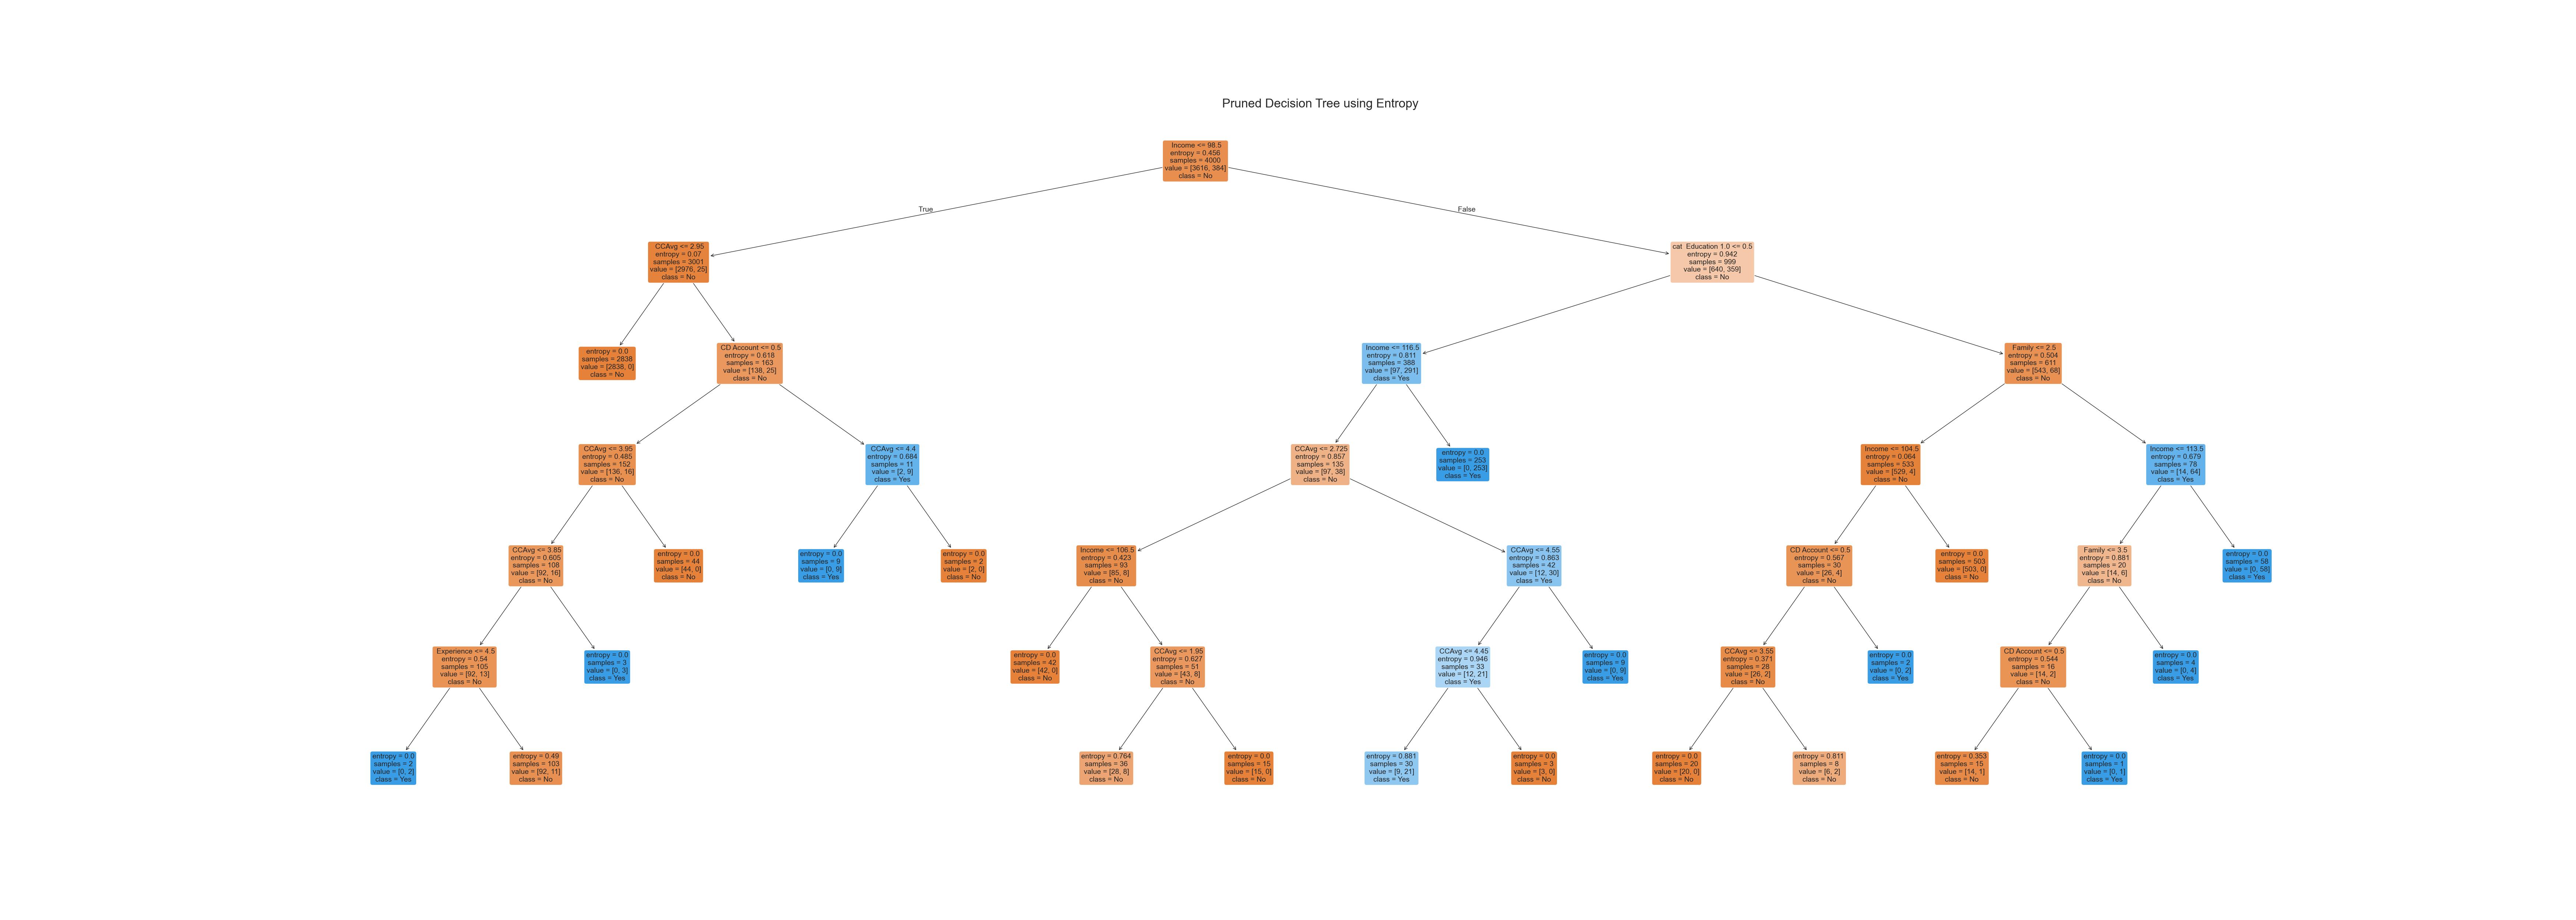 Pruned Decision Tree using Entropy
Income <= 98.5
entropy = 0.456
samples = 4000
value = [3616, 384]
class = No
True
False
CCAvg <= 2.95
entropy = 0.07
samples = 3001
value = [2976, 25]
class = No
cat  Education 1.0 <= 0.5
entropy = 0.942
samples = 999
value = [640, 359]
class = No
entropy = 0.0
samples = 2838
value = [2838, 0]
class = No
CD Account <= 0.5
entropy = 0.618
samples = 163
value = [138, 25]
class = No
Income <= 116.5
entropy = 0.811
samples = 388
value = [97, 291]
class = Yes
Family <= 2.5
entropy = 0.504
samples = 611
value = [543, 68]
class = No
CCAvg <= 3.95
entropy = 0.485
samples = 152
value = [136, 16]
class = No
CCAvg <= 4.4
entropy = 0.684
samples = 11
value = [2, 9]
class = Yes
CCAvg <= 2.725
entropy = 0.857
samples = 135
value = [97, 38]
class = No
entropy = 0.0
samples = 253
value = [0, 253]
class = Yes
Income <= 104.5
entropy = 0.064
samples = 533
value = [529, 4]
class = No
Income <= 113.5
entropy = 0.679
samples = 78
value = [14, 64]
class = Yes
CCAvg <= 3.85
entropy = 0.605
samples = 108
value = [92, 16]
class = No
entropy = 0.0
samples = 44
value = [44, 0]
class = No
entropy = 0.0
samples = 9
value = [0, 9]
class = Yes
entropy = 0.0
samples = 2
value = [2, 0]
class = No
Income <= 106.5
entropy = 0.423
samples = 93
value = [85, 8]
class = No
CCAvg <= 4.55
entropy = 0.863
samples = 42
value = [12, 30]
class = Yes
CD Account <= 0.5
entropy = 0.567
samples = 30
value = [26, 4]
class = No
entropy = 0.0
samples = 503
value = [503, 0]
class = No
Family <= 3.5
entropy = 0.881
samples = 20
value = [14, 6]
class = No
entropy = 0.0
samples = 58
value = [0, 58]
class = Yes
Experience <= 4.5
entropy = 0.54
samples = 105
value = [92, 13]
class = No
entropy = 0.0
samples = 3
value = [0, 3]
class = Yes
entropy = 0.0
samples = 42
value = [42, 0]
class = No
CCAvg <= 1.95
entropy = 0.627
samples = 51
value = [43, 8]
class = No
CCAvg <= 4.45
entropy = 0.946
samples = 33
value = [12, 21]
class = Yes
entropy = 0.0
samples = 9
value = [0, 9]
class = Yes
CCAvg <= 3.55
entropy = 0.371
samples = 28
value = [26, 2]
class = No
entropy = 0.0
samples = 2
value = [0, 2]
class = Yes
CD Account <= 0.5
entropy = 0.544
samples = 16
value = [14, 2]
class = No
entropy = 0.0
samples = 4
value = [0, 4]
class = Yes
entropy = 0.0
samples = 2
value = [0, 2]
class = Yes
entropy = 0.49
samples = 103
value = [92, 11]
class = No
entropy = 0.764
samples = 36
value = [28, 8]
class = No
entropy = 0.0
samples = 15
value = [15, 0]
class = No
entropy = 0.881
samples = 30
value = [9, 21]
class = Yes
entropy = 0.0
samples = 3
value = [3, 0]
class = No
entropy = 0.0
samples = 20
value = [20, 0]
class = No
entropy = 0.811
samples = 8
value = [6, 2]
class = No
entropy = 0.353
samples = 15
value = [14, 1]
class = No
entropy = 0.0
samples = 1
value = [0, 1]
class = Yes